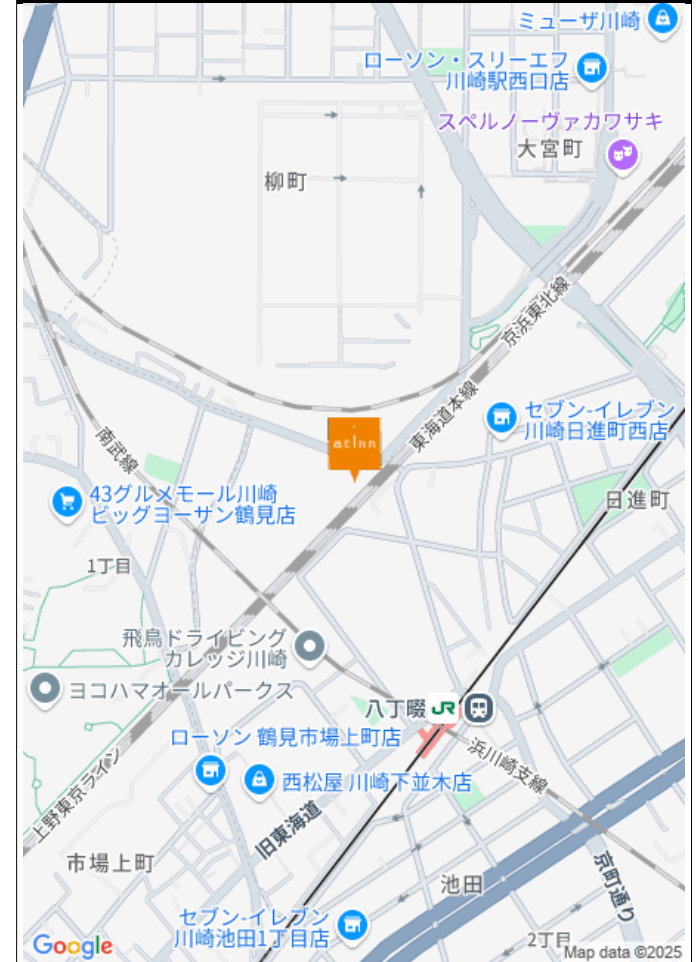 ミューザ川崎
ローソン・スリーエフ
川崎駅西口店
スペルノーヴァカワサキ
大宮町
柳町
京浜東北線
東海道本線
atInn
セブン-イレブン
川崎日進町西店
南武線
43グルメモール川崎
ビッグヨーサン鶴見店
日進町
1丁目
飛鳥ドライビング
カレッジ川崎
ヨコハマオールパークス
八丁畷
JR
ローソン 鶴見市場上町店
浜川崎支線
西松屋 川崎下並木店
上野東京ライン
旧東海道
市場上町
京町通り
池田
セブン-イレブン
川崎池田1丁目店
2丁目
Google
Map data ©2025